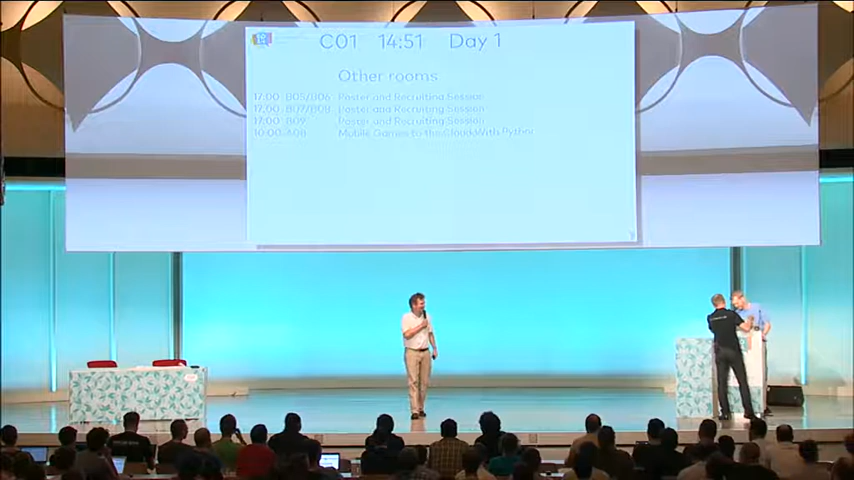 C01 14:51 Day 1
Other rooms
17:00 B05/B06 Poster and Recruiting Session
17:00 B07/B08 Poster and Recruiting Session
17:00 B09 Poster and Recruiting Session
10:00 A08 Mobile Games to the Cloud With Python